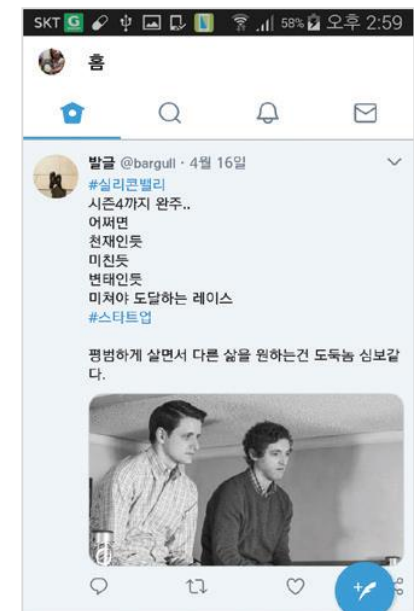 SKT 58% 오후 2:59
홈
발글 @bargull · 4월 16일
#실리콘밸리
시즌4까지 완주..
어쩌면
천재인듯
미친듯
변태인듯
미쳐야 도달하는 레이스
#스타트업
평범하게 살면서 다른 삶을 원하는건 도둑놈 심보같
다.